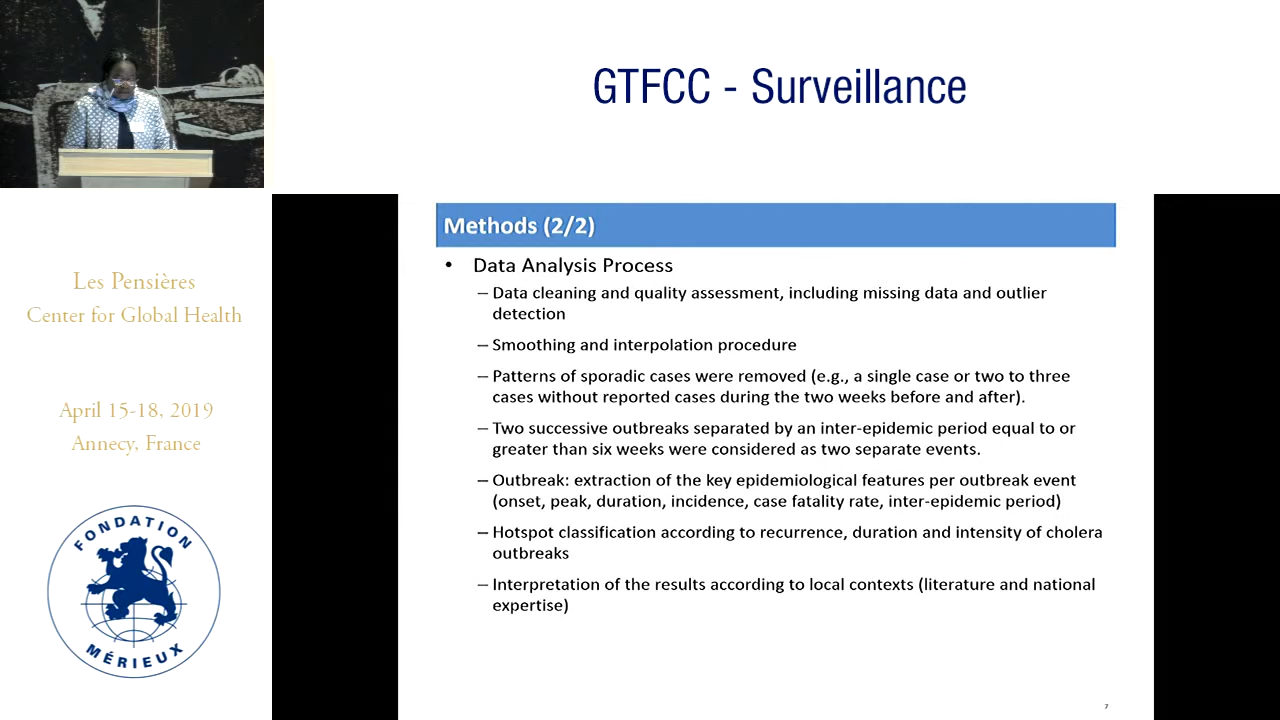 GTFCC - Surveillance
Methods (2/2)
• Data Analysis Process
– Data cleaning and quality assessment, including missing data and outlier
detection
– Smoothing and interpolation procedure
– Patterns of sporadic cases were removed (e.g., a single case or two to three
cases without reported cases during the two weeks before and after).
– Two successive outbreaks separated by an inter-epidemic period equal to or
greater than six weeks were considered as two separate events.
– Outbreak: extraction of the key epidemiological features per outbreak event
(onset, peak, duration, incidence, case fatality rate, inter-epidemic period)
– Hotspot classification according to recurrence, duration and intensity of cholera
outbreaks
– Interpretation of the results according to local contexts (literature and national
expertise)
7
Les Pensières
Center for Global Health
April 15-18, 2019
Annecy, France
FONDATION
MÉRIEUX